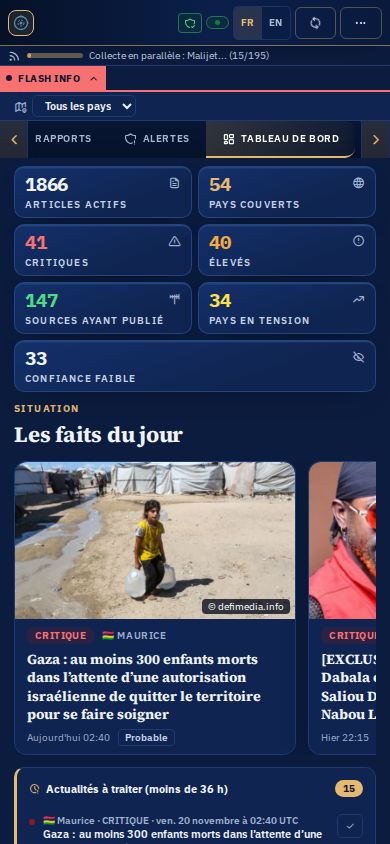 FR
EN
Collecte en parallèle : Malijet... (15/195)
FLASH INFO
Tous les pays
RAPPORTS
ALERTES
TABLEAU DE BORD
1866
ARTICLES ACTIFS
54
PAYS COUVERTS
41
CRITIQUES
40
ÉLEVÉS
147
SOURCES AYANT PUBLIÉ
34
PAYS EN TENSION
33
CONFIANCE FAIBLE
SITUATION
Les faits du jour
© defimedia.info
CRITIQUE
MAURICE
Gaza : au moins 300 enfants morts
dans l’attente d’une autorisation
israélienne de quitter le territoire
pour se faire soigner
Aujourd'hui 02:40
Probable
CRITIQU
[EXCLUS
Dabala
Saliou D
Nabou L
Hier 22:15
Actualités à traiter (moins de 36 h)
15
Maurice · CRITIQUE · ven. 20 novembre à 02:40 UTC
Gaza : au moins 300 enfants morts dans l’attente d’une